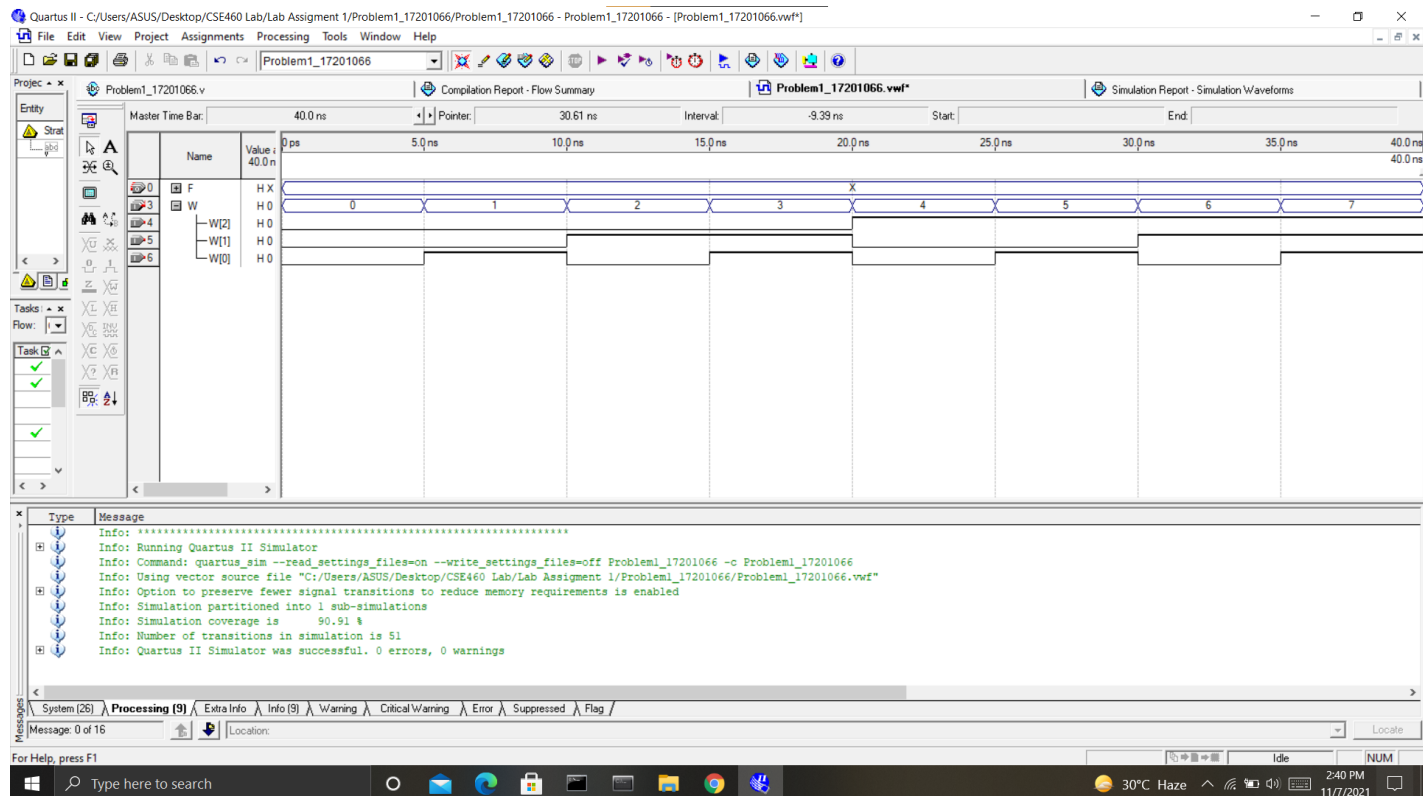 Quartus II - C:/Users/ASUS/Desktop/CSE460 Lab/Lab Assigment 1/Problem1_17201066/Problem1_17201066 - Problem1_17201066 - [Problem1_17201066.vwf*]
File Edit View Project Assignments Processing Tools Window Help
Problem1_17201066
Projec
Problem1_17201066.v
Compilation Report - Flow Summary
Problem1_17201066.vwf*
Simulation Report - Simulation Waveforms
Entity
Strat
abd
Master Time Bar: 40.0 ns Pointer: 30.61 ns Interval: -9.39 ns Start: End:
Name
Value
40.0 n
0 ps 5.0 ns 10.0 ns 15.0 ns 20.0 ns 25.0 ns 30.0 ns 35.0 ns 40.0 ns
40.0 ns
0 F H X X
3 W H 0 0 1 2 3 4 5 6 7
4 W[2] H 0
5 W[1] H 0
6 W[0] H 0
Tasks
Flow:
Task
Type Message
Info: *******************************************************************
Info: Running Quartus II Simulator
Info: Command: quartus_sim --read_settings_files=on --write_settings_files=off Problem1_17201066 -c Problem1_17201066
Info: Using vector source file "C:/Users/ASUS/Desktop/CSE460 Lab/Lab Assigment 1/Problem1_17201066/Problem1_17201066.vwf"
Info: Option to preserve fewer signal transitions to reduce memory requirements is enabled
Info: Simulation partitioned into 1 sub-simulations
Info: Simulation coverage is 90.91 %
Info: Number of transitions in simulation is 51
Info: Quartus II Simulator was successful. 0 errors, 0 warnings
System (26) Processing (9) Extra Info Info (9) Warning Critical Warning Error Suppressed Flag
Messages
Message: 0 of 16 Location: Locate
For Help, press F1 Idle NUM
Type here to search
30°C Haze
2:40 PM
11/7/2021